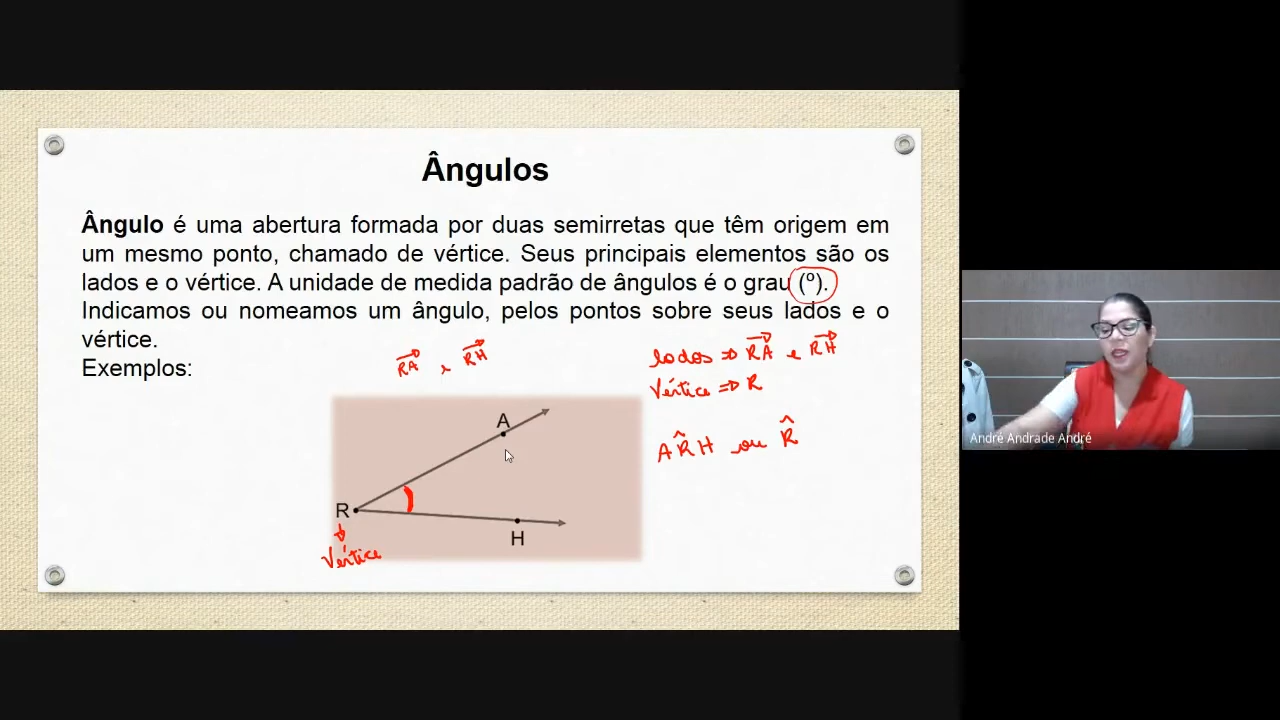 Ângulos
Ângulo é uma abertura formada por duas semirretas que têm origem em
um mesmo ponto, chamado de vértice. Seus principais elementos são os
lados e o vértice. A unidade de medida padrão de ângulos é o grau (º).
Indicamos ou nomeamos um ângulo, pelos pontos sobre seus lados e o
vértice.
Exemplos:
RA e RH
lados ⇒ RA e RH
Vértice ⇒ R
AR̂H ou R̂
A
R
H
Vértice
André Andrade André